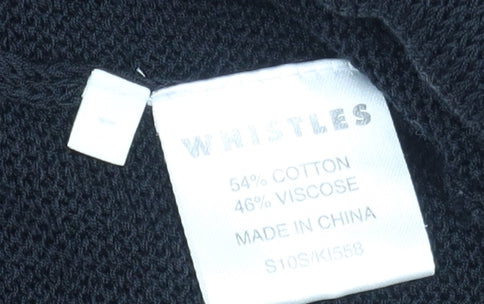 WHISTLES
54% COTTON
46% VISCOSE
MADE IN CHINA
S10S/KI558